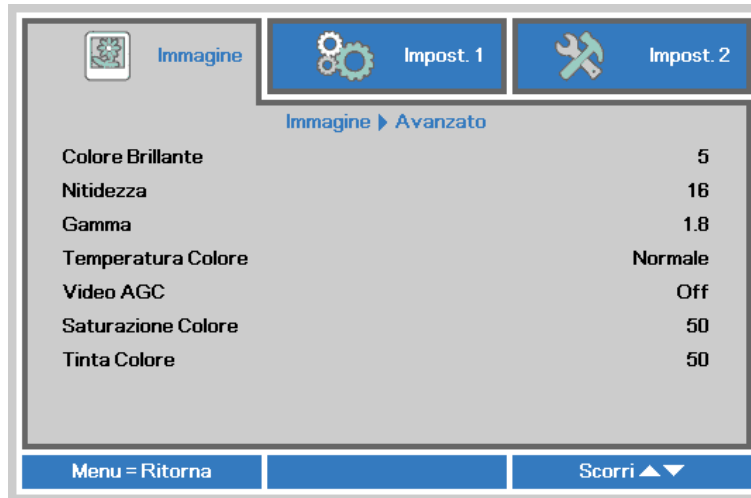 Immagine
Impost. 1
Impost. 2
Immagine ▶ Avanzato
Colore Brillante 5
Nitidezza 16
Gamma 1.8
Temperatura Colore Normale
Video AGC Off
Saturazione Colore 50
Tinta Colore 50
Menu = Ritorna
Scorri ▲▼